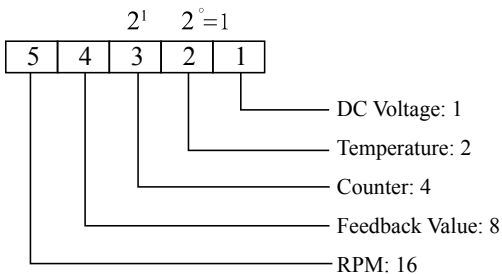 2¹ 2°=1
5 4 3 2 1
DC Voltage: 1
Temperature: 2
Counter: 4
Feedback Value: 8
RPM: 16